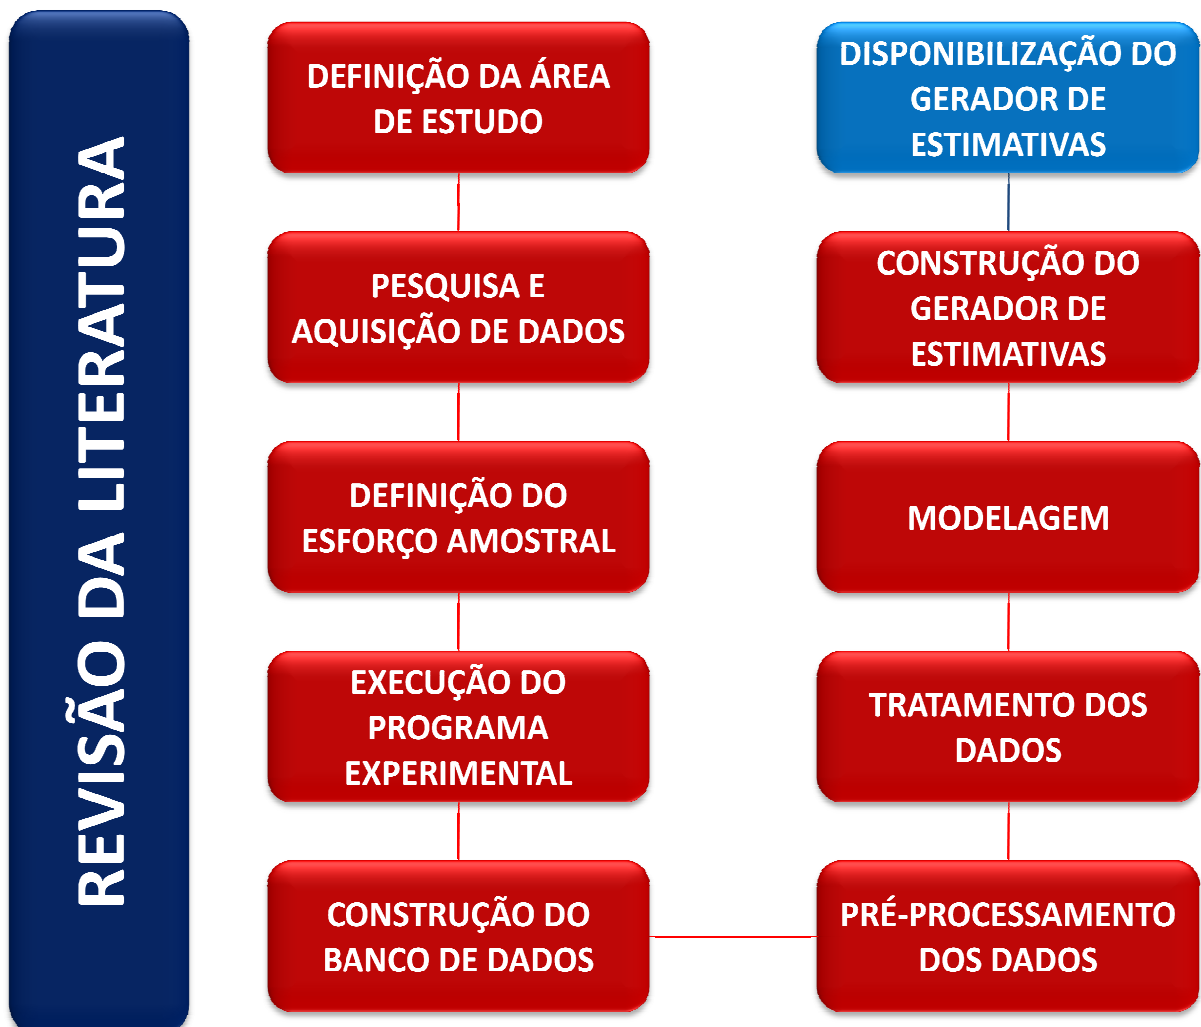 REVISÃO DA LITERATURA
DEFINIÇÃO DA ÁREA
DE ESTUDO
PESQUISA E
AQUISIÇÃO DE DADOS
DEFINIÇÃO DO
ESFORÇO AMOSTRAL
EXECUÇÃO DO
PROGRAMA
EXPERIMENTAL
CONSTRUÇÃO DO
BANCO DE DADOS
DISPONIBILIZAÇÃO DO
GERADOR DE
ESTIMATIVAS
CONSTRUÇÃO DO
GERADOR DE
ESTIMATIVAS
MODELAGEM
TRATAMENTO DOS
DADOS
PRÉ-PROCESSAMENTO
DOS DADOS